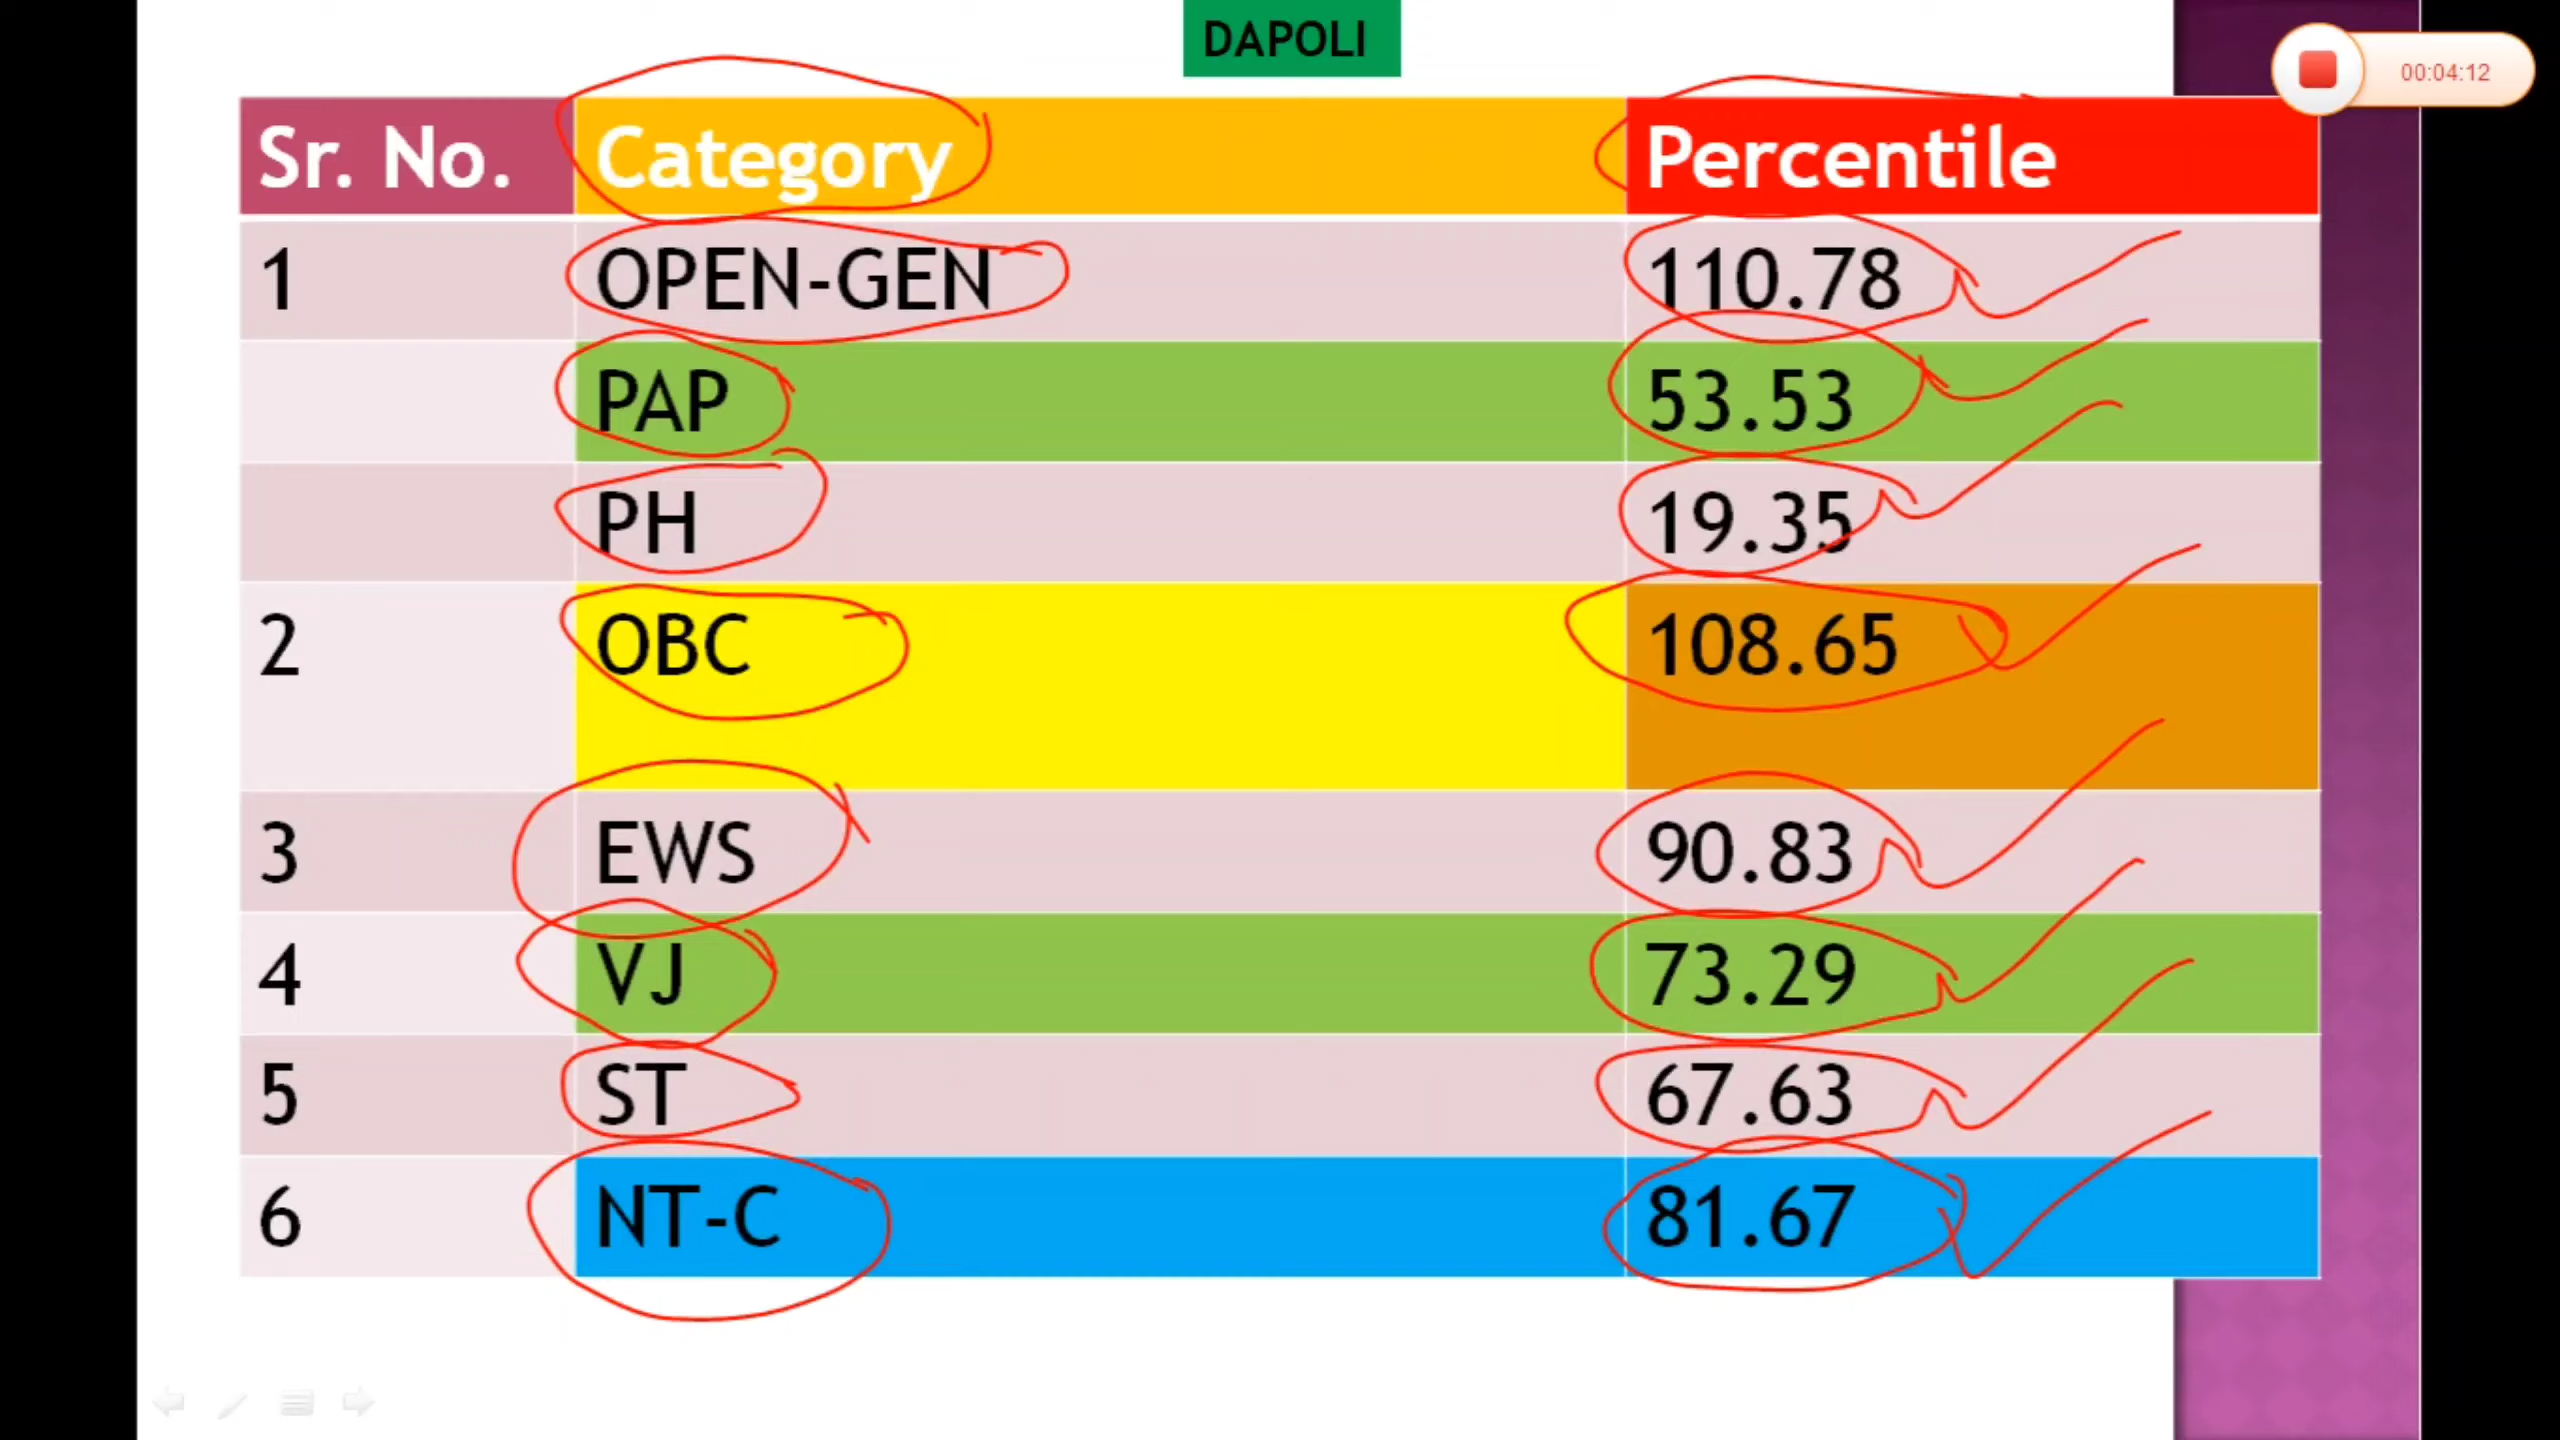 DAPOLI
00:04:12
Sr. No. Category Percentile
1 OPEN-GEN 110.78
PAP 53.53
PH 19.35
2 OBC 108.65
3 EWS 90.83
4 VJ 73.29
5 ST 67.63
6 NT-C 81.67